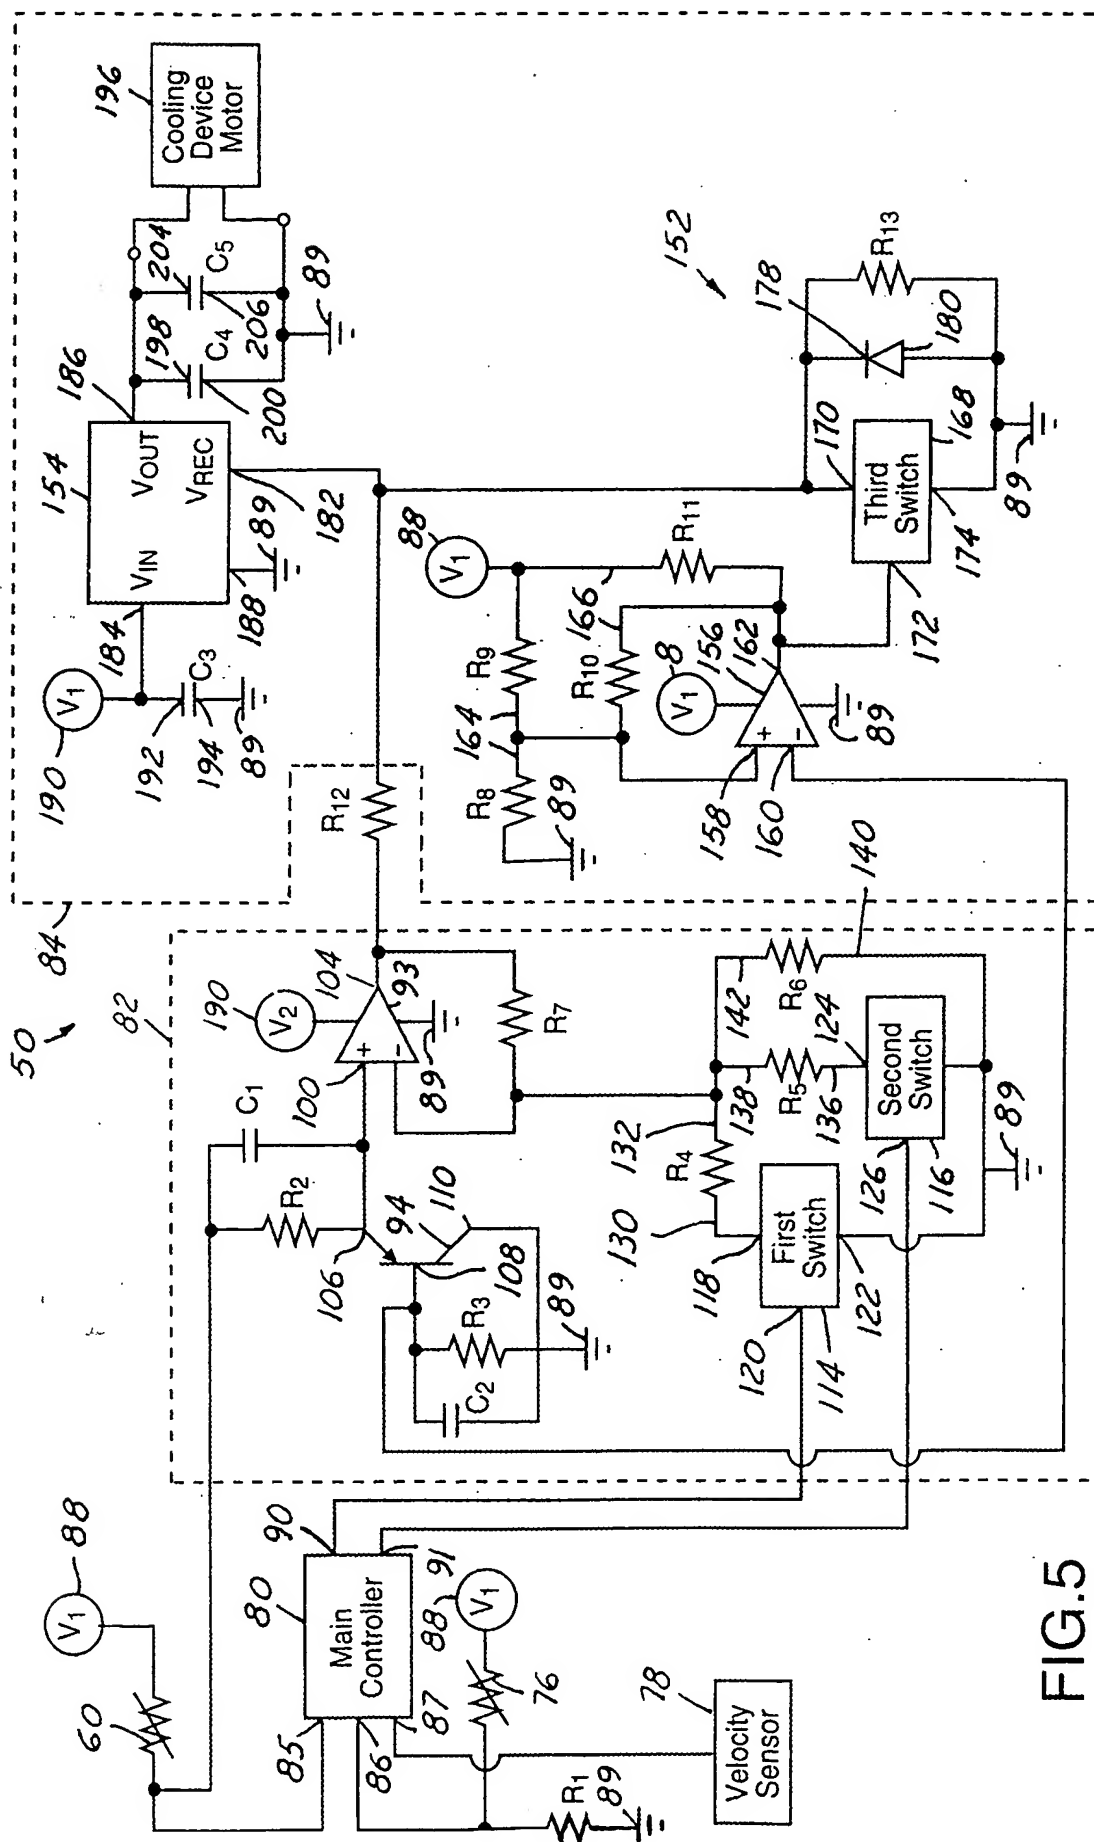 50
84
82
190
V1
184
192
194
C3
89
154
VIN
VOUT
VREC
186
188
89
182
198
C4
200
204
C5
206
89
196
Cooling
Device
Motor
152
178
R13
180
170
Third
Switch
168
172
174
89
88
V1
R11
R9
166
164
R10
R8
89
8
V1
156
162
158
160
89
R12
140
190
V2
104
93
100
+
-
89
R7
C1
R2
106
94
110
108
R3
C2
89
142
R6
124
138
R5
136
132
R4
130
Second
Switch
126
116
89
118
First
Switch
120
114
122
88
V1
60
90
80
Main
Controller
91
85
86
87
88
V1
76
R1
89
78
Velocity
Sensor
+
-
FIG.5